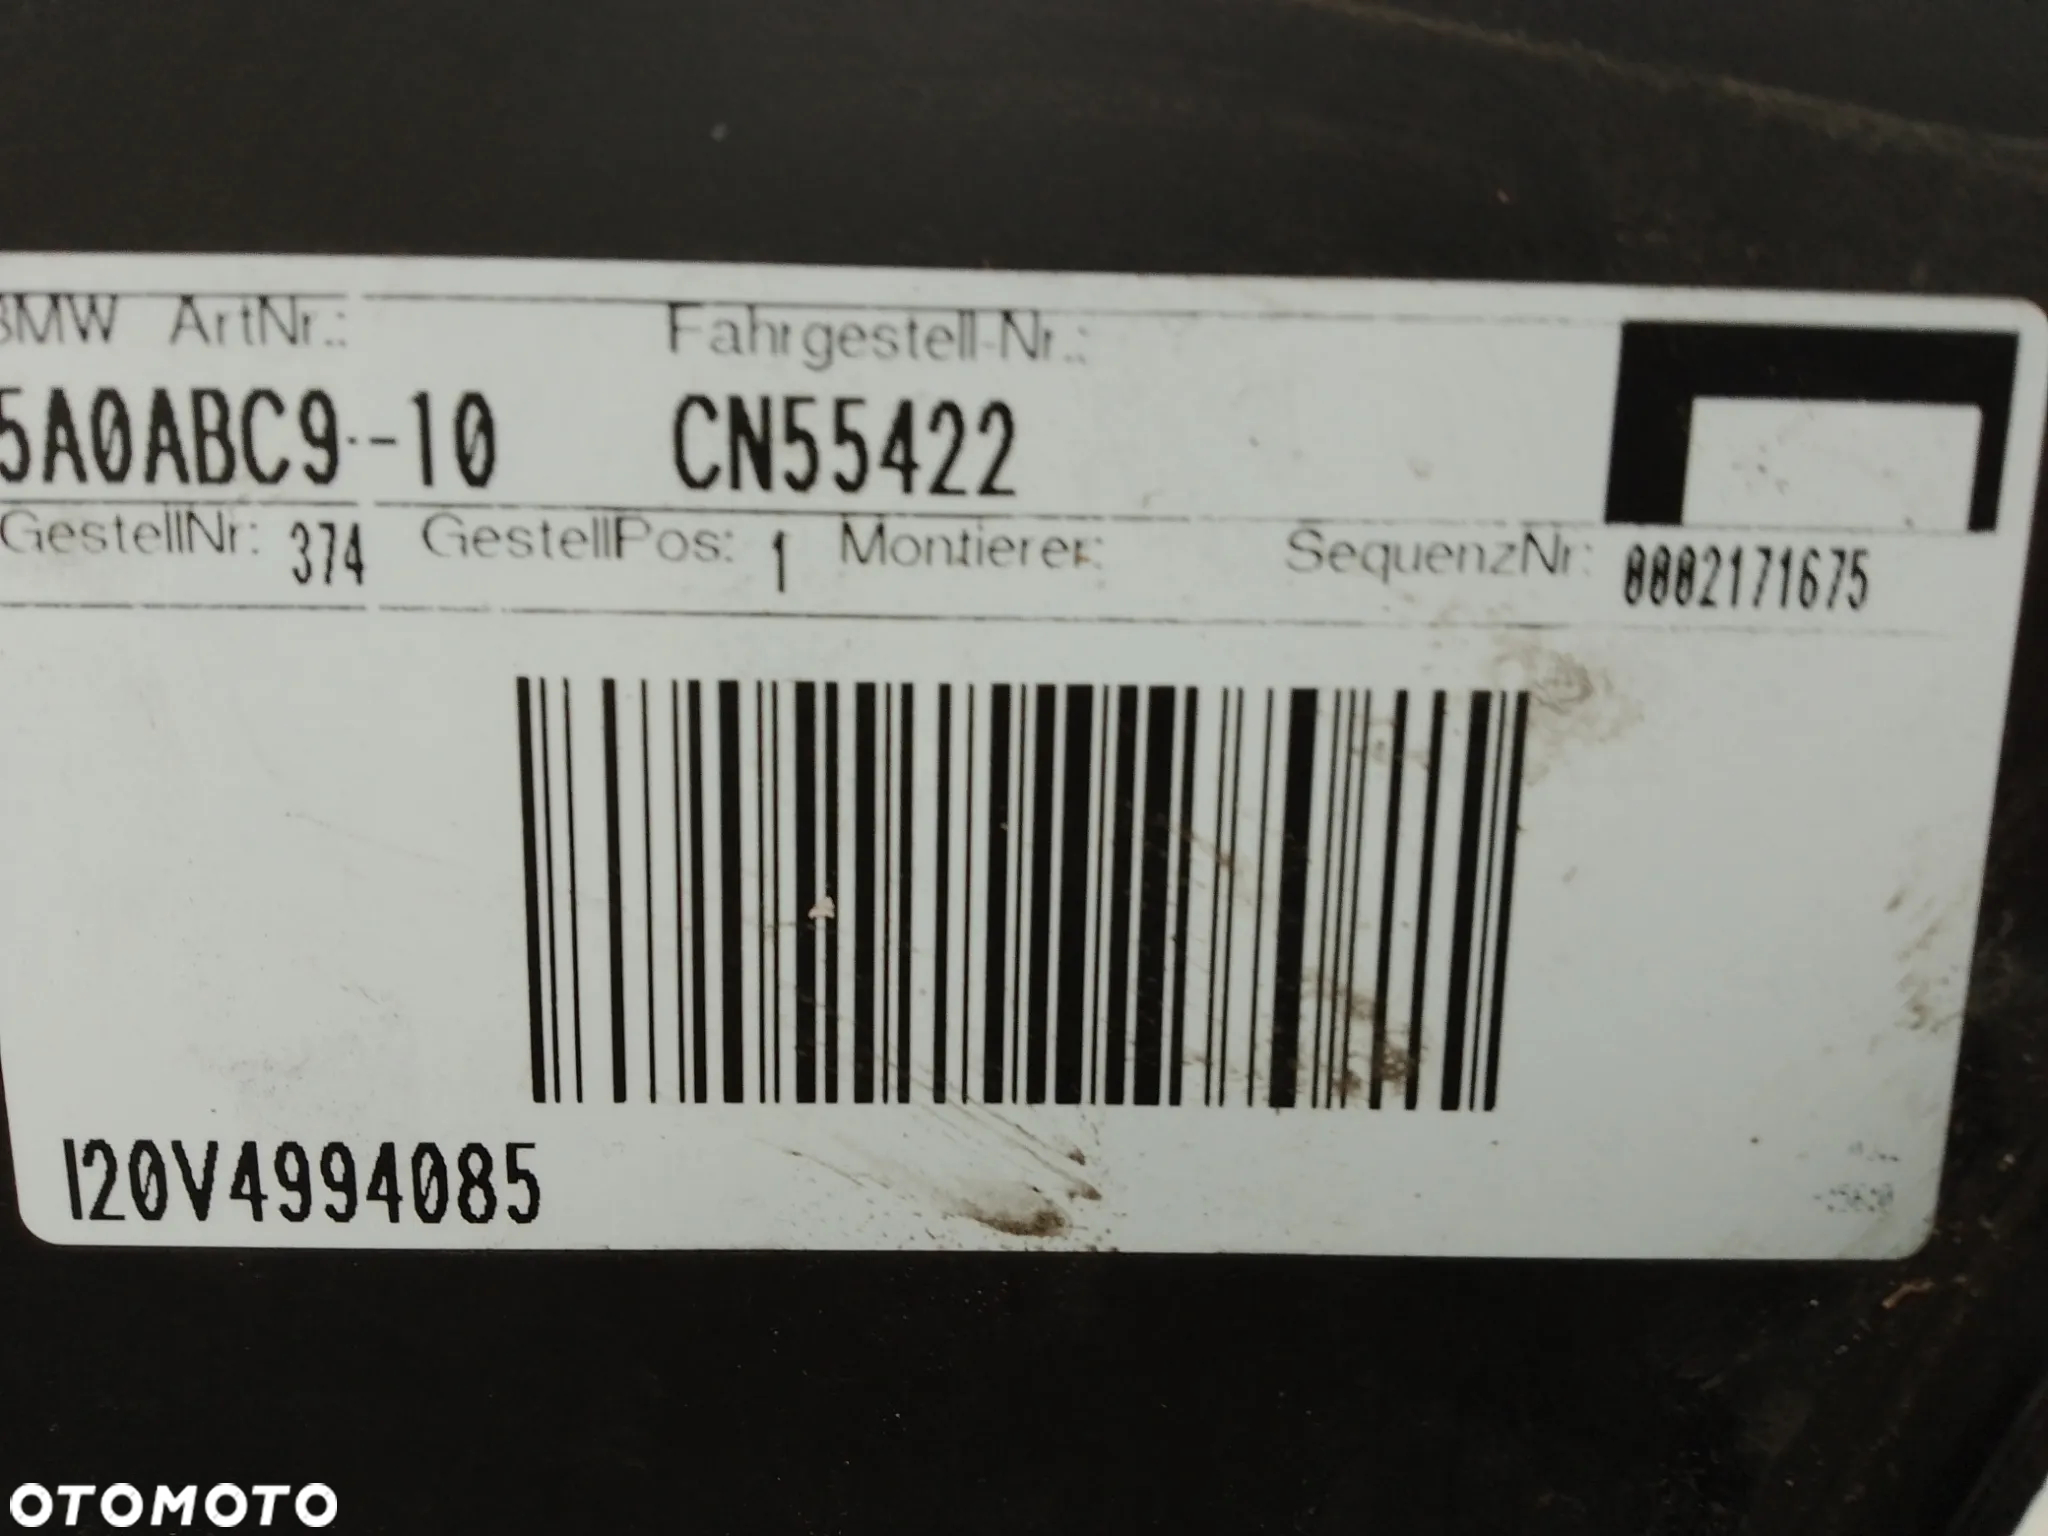 BMW ArtNr.: Fahrgestell-Nr.:
5A0ABC9--10 CN55422
GestellNr: 374 GestellPos: 1 Montierer: SequenzNr: 0002171675
I20V4994085
OTOMOTO